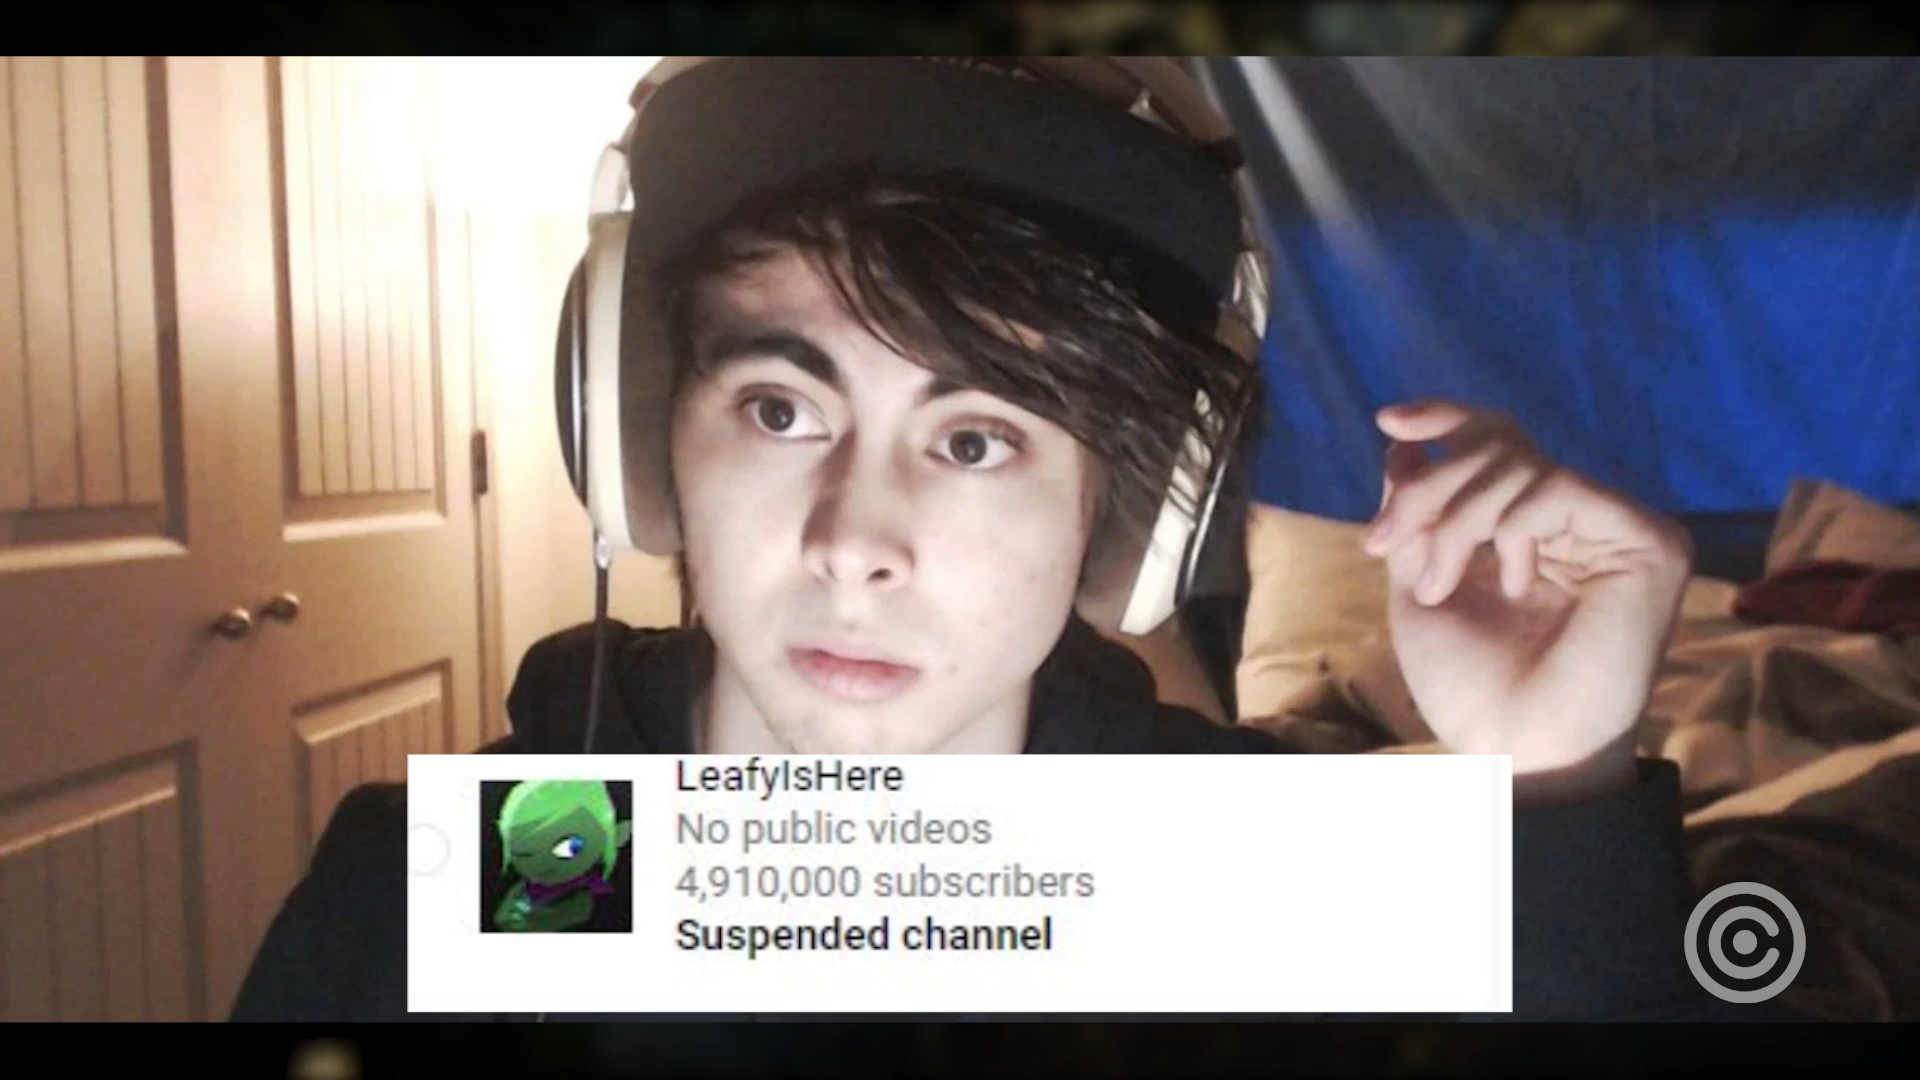 LeafyIsHere
No public videos
4,910,000 subscribers
Suspended channel